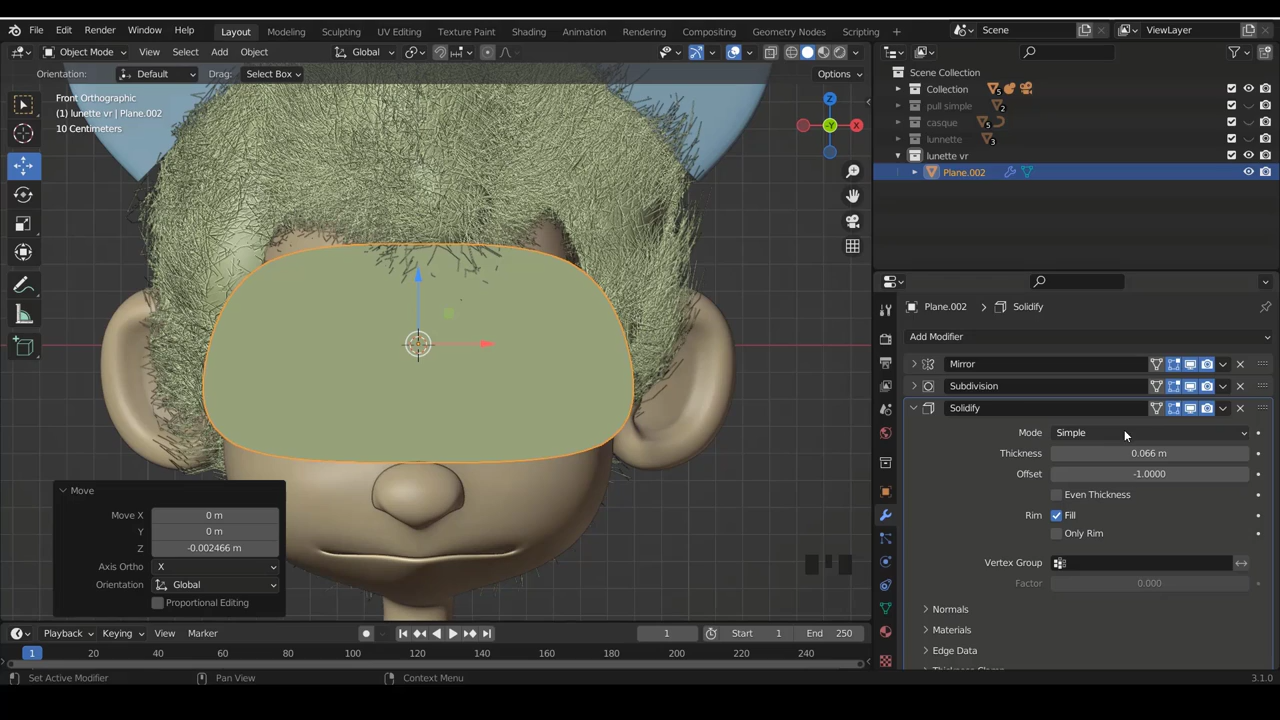 File Edit Render Window Help Layout Modeling Sculpting UV Editing Texture Paint Shading Animation Rendering Compositing Geometry Nodes Scripting + Scene ViewLayer
Object Mode View Select Add Object Global
Orientation: Default Drag: Select Box Options
Front Orthographic
(1) lunette vr | Plane.002
10 Centimeters
Z
X
-Y
Scene Collection
Collection 5
pull simple 2
casque 5
lunnette 3
lunette vr
Plane.002
Plane.002 > Solidify
Add Modifier
Mirror
Subdivision
Solidify
Mode Simple
Thickness 0.066 m
Offset -1.0000
Even Thickness
Rim Fill
Only Rim
Vertex Group
Factor 0.000
Normals
Materials
Edge Data
Move
Move X 0 m
Y 0 m
Z -0.002466 m
Axis Ortho X
Orientation Global
Proportional Editing
Playback Keying View Marker 1 Start 1 End 250
1 20 40 60 80 100 120 140 160 180 200 220 240
Set Active Modifier Pan View Context Menu 3.1.0